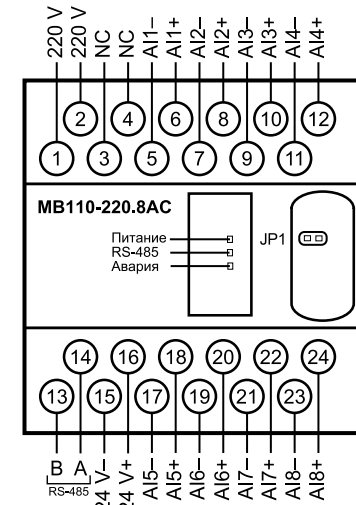 220 V
220 V
NC
NC
AI1–
AI1+
AI2–
AI2+
AI3–
AI3+
AI4–
AI4+
2 4 6 8 10 12
1 3 5 7 9 11
МВ110-220.8АС
Питание
RS-485
Авария
JP1
14 16 18 20 22 24
13 15 17 19 21 23
B A
RS-485
24 V–
24 V+
AI5–
AI5+
AI6–
AI6+
AI7–
AI7+
AI8–
AI8+